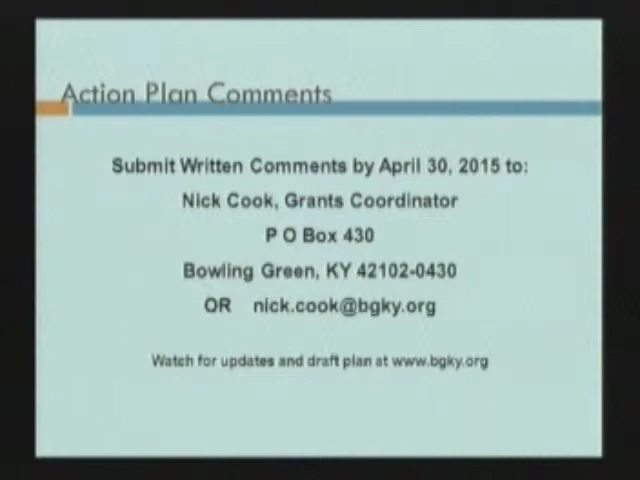 Action Plan Comments
Submit Written Comments by April 30, 2015 to:
Nick Cook, Grants Coordinator
P O Box 430
Bowling Green, KY 42102-0430
OR nick.cook@bgky.org
Watch for updates and draft plan at www.bgky.org